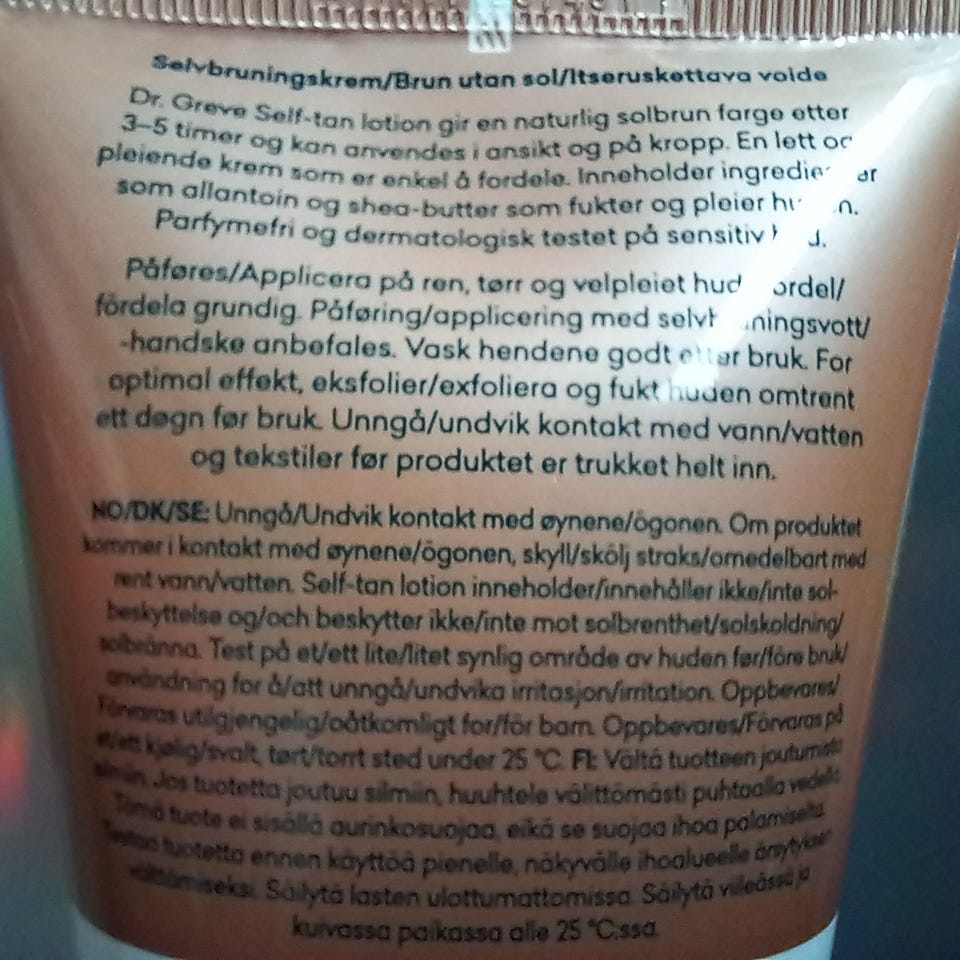 Selvbruningskrem/Brun utan sol/Itseruskettava voide
Dr. Greve Self-tan lotion gir en naturlig solbrun farge etter
3–5 timer og kan anvendes i ansikt og på kropp. En lett og
pleiende krem som er enkel å fordele. Inneholder
som allantoin og shea-butter som fukter og pleier
Parfymefri og dermatologisk testet på sensitiv
Påføres/Applicera på ren, tørr og velpleiet hud
fördela grundig. Påføring/applicering med
-handske anbefales. Vask hendene godt etter bruk. For
optimal effekt, eksfolier/exfoliera og fukt huden omtrent
ett døgn før bruk. Unngå/undvik kontakt med vann/vatten
og tekstiler før produktet er trukket helt inn.
NO/DK/SE: Unngå/Undvik kontakt med øynene/ögonen. Om produktet
kommer i kontakt med øynene/ögonen, skyll/skölj straks/omedelbart med
rent vann/vatten. Self-tan lotion inneholder/innehåller ikke/inte sol-
beskyttelse og/och beskytter ikke/inte mot solbrenthet/solskoldning/
solbränna. Test på et/ett lite/litet synlig område av huden før/före bruk/
användning for å/att unngå/undvika irritasjon/irritation. Oppbevares/
Förvaras utilgjengelig/oåtkomligt for/för barn. Oppbevares/Förvaras på
et/ett kjølig/svalt, tørt/torrt sted under 25 °C. FI: Vältä tuotteen joutumista
silmiin. Jos tuotetta joutuu silmiin, huuhtele välittömästi puhtaalla vedellä.
Tämä tuote ei sisällä aurinkosuojaa, eikä se suojaa ihoa palamiselta.
Testaa tuotetta ennen käyttöä pienelle, näkyvälle ihoalueelle ärsytyksen
välttämiseksi. Säilytä lasten ulottumattomissa. Säilytä viileässä ja
kuivassa paikassa alle 25 °C:ssa.